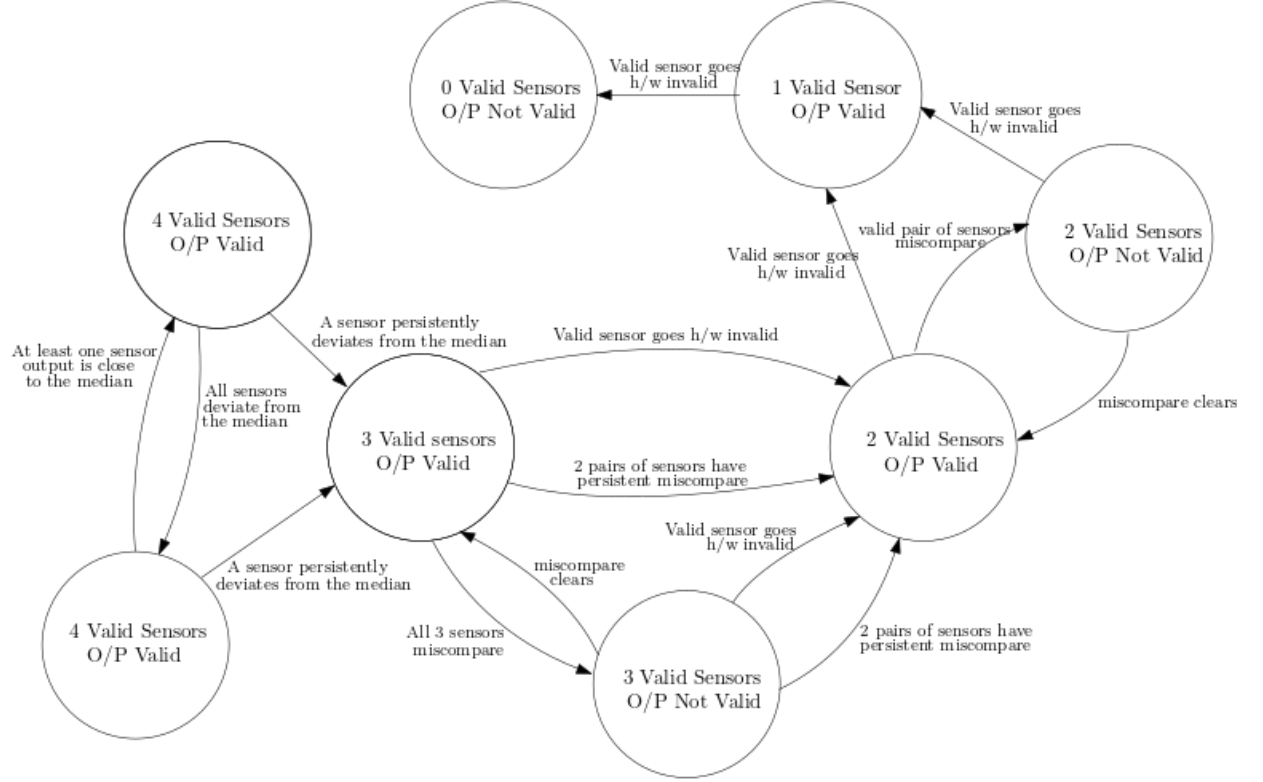 Valid sensor goes
h/w invalid
0 Valid Sensors
O/P Not Valid
1 Valid Sensor
O/P Valid
Valid sensor goes
h/w invalid
4 Valid Sensors
O/P Valid
valid pair of sensors
miscompare
2 Valid Sensors
O/P Not Valid
Valid sensor goes
h/w invalid
A sensor persistently
deviates from the median
Valid sensor goes h/w invalid
At least one sensor
output is close
to the median
All sensors
deviate from
the median
miscompare clears
3 Valid sensors
O/P Valid
2 Valid Sensors
O/P Valid
2 pairs of sensors have
persistent miscompare
Valid sensor goes
h/w invalid
A sensor persistently
deviates from the median
miscompare
clears
4 Valid Sensors
O/P Valid
All 3 sensors
miscompare
2 pairs of sensors have
persistent miscompare
3 Valid Sensors
O/P Not Valid